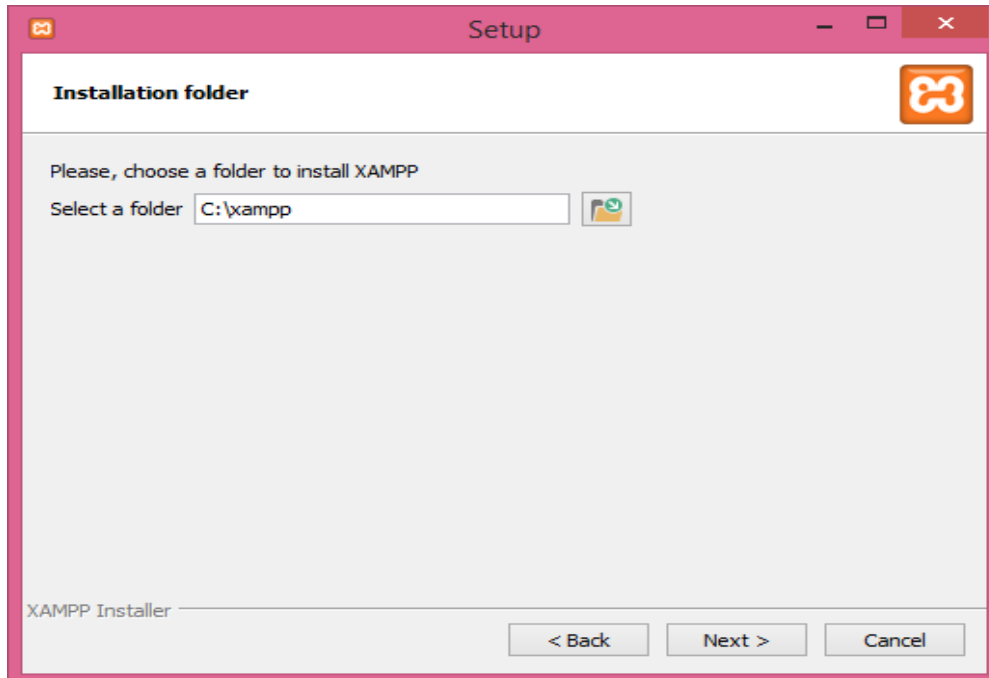 Setup
Installation folder
Please, choose a folder to install XAMPP
Select a folder C:\xampp
XAMPP Installer
< Back Next > Cancel